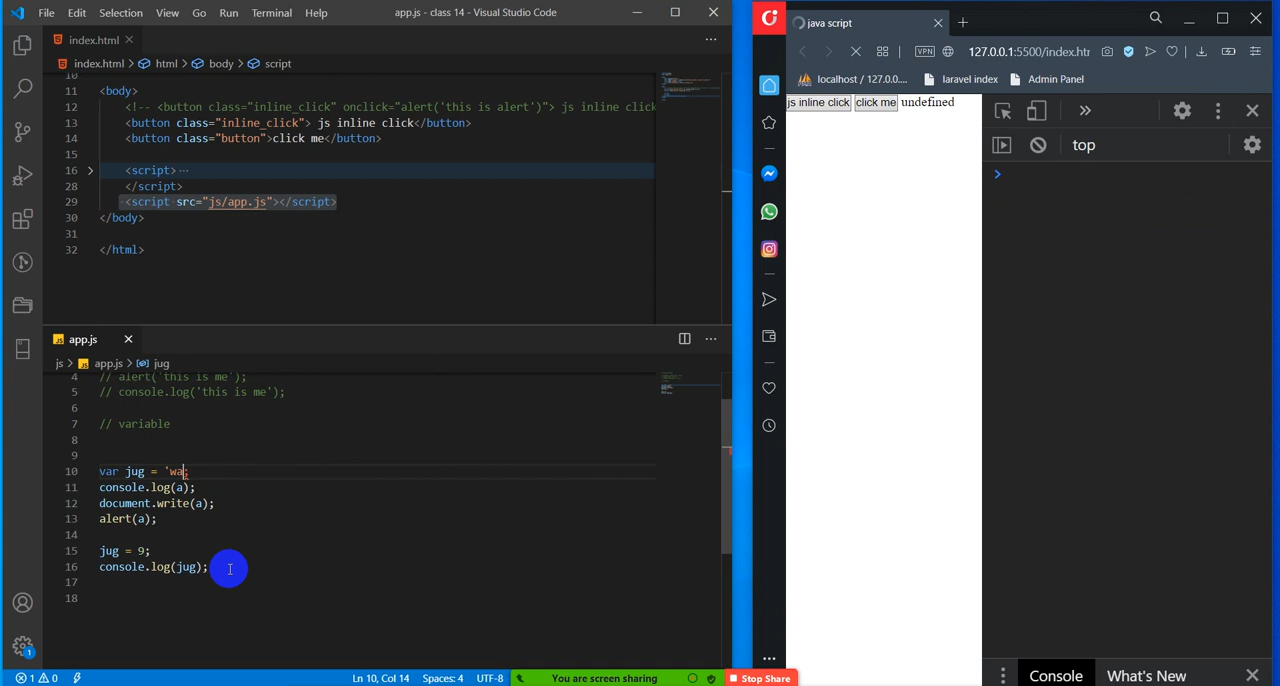 File Edit Selection View Go Run Terminal Help app.js - class 14 - Visual Studio Code
index.html
index.html > html > body > script
10
11 <body>
12 <!-- <button class="inline_click" onclick="alert('this is alert')"> js inline click
13 <button class="inline_click"> js inline click</button>
14 <button class="button">click me</button>
15
16 <script>…
28 </script>
29 <script src="js/app.js"></script>
30 </body>
31
32 </html>
app.js
js > app.js > jug
4 // alert('this is me');
5 // console.log('this is me');
6
7 // variable
8
9
10 var jug = 'wa;
11 console.log(a);
12 document.write(a);
13 alert(a);
14
15 jug = 9;
16 console.log(jug);
17
18
1 0 Ln 10, Col 14 Spaces: 4 UTF-8 You are screen sharing Stop Share
1
java script
VPN 127.0.0.1:5500/index.htr
localhost / 127.0.0.... laravel index Admin Panel
js inline click click me undefined
top
Console What's New